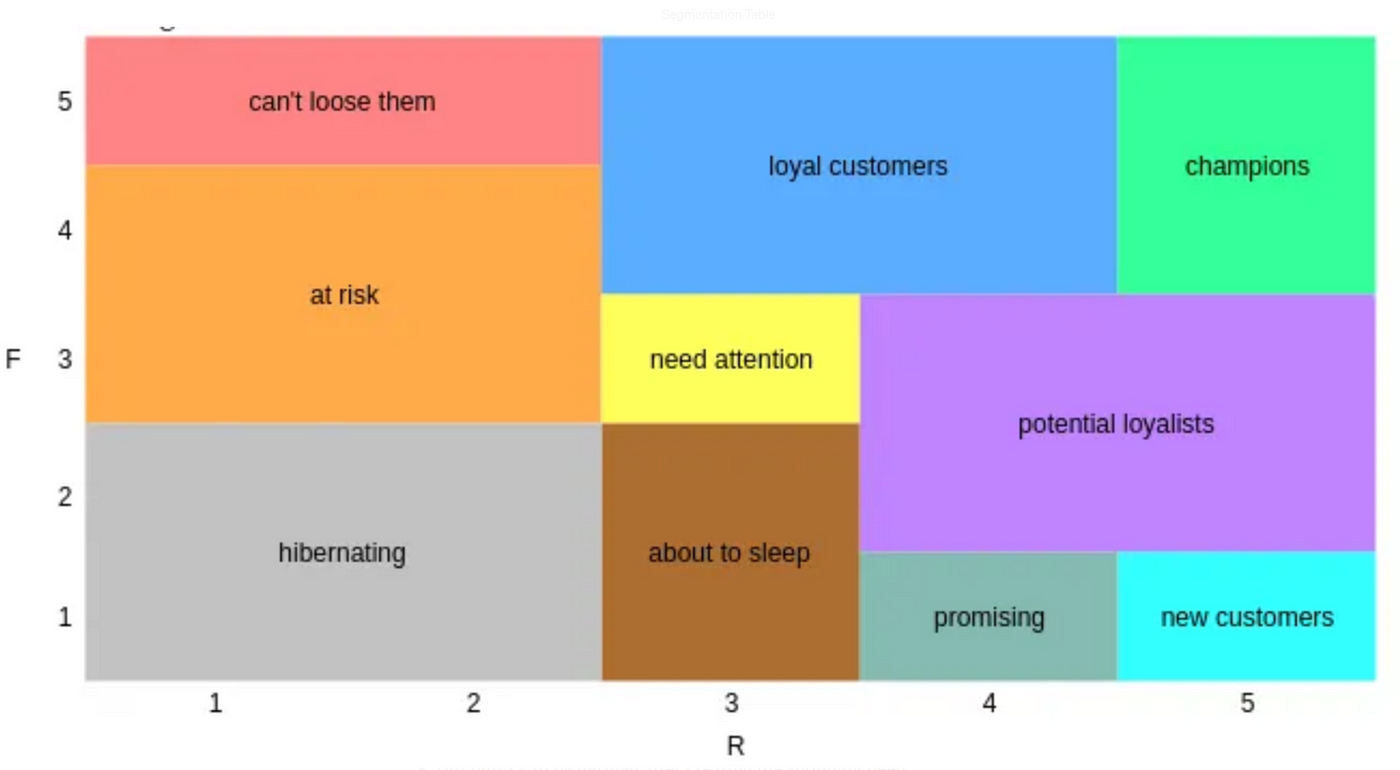 Segmentation Table
5
can't loose them
loyal customers
champions
4
at risk
F
3
need attention
potential loyalists
2
hibernating
about to sleep
1
promising
new customers
1 2 3 4 5
R